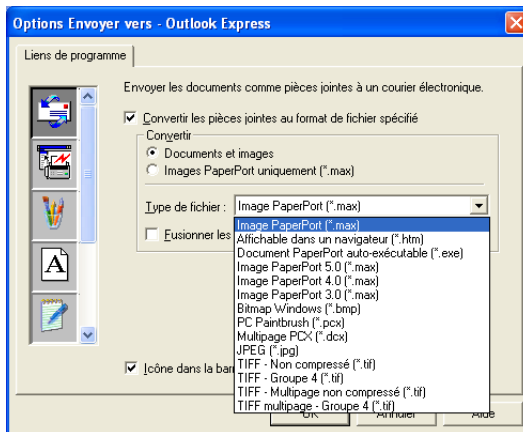 Options Envoyer vers - Outlook Express
Liens de programme
Envoyer les documents comme pièces jointes à un courier électronique.
Convertir les pièces jointes au format de fichier spécifié
Convertir
Documents et images
Images PaperPort uniquement (*.max)
Type de fichier : Image PaperPort (*.max)
Image PaperPort (*.max)
Fusionner les
Affichable dans un navigateur (*.htm)
Document PaperPort auto-exécutable (*.exe)
Image PaperPort 5.0 (*.max)
Image PaperPort 4.0 (*.max)
Image PaperPort 3.0 (*.max)
Bitmap Windows (*.bmp)
PC Paintbrush (*.pcx)
Multipage PCX (*.dcx)
JPEG (*.jpg)
Icône dans la barr
TIFF - Non compressé (*.tif)
TIFF - Groupe 4 (*.tif)
TIFF - Multipage non compressé (*.tif)
TIFF multipage - Groupe 4 (*.tif)
OK Annuler Aide